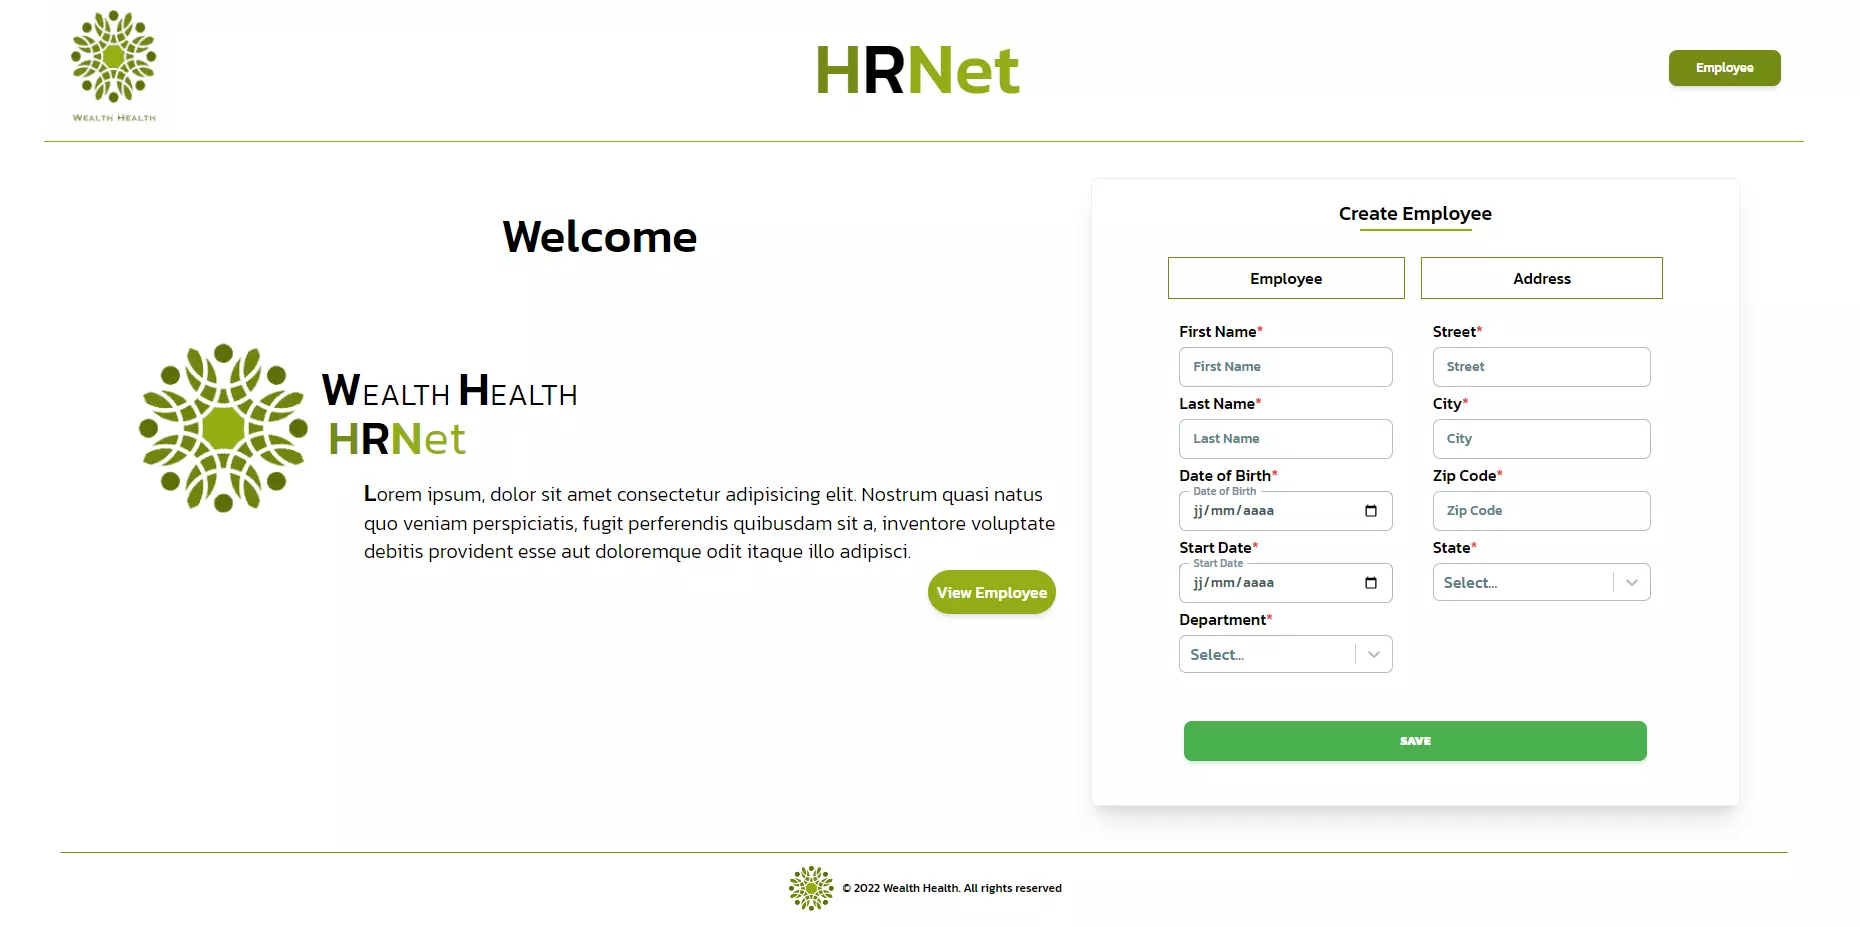 WEALTH HEALTH
HRNet
Employee
Welcome
WEALTH HEALTH
HRNet
Lorem ipsum, dolor sit amet consectetur adipisicing elit. Nostrum quasi natus
quo veniam perspiciatis, fugit perferendis quibusdam sit a, inventore voluptate
debitis provident esse aut doloremque odit itaque illo adipisci.
View Employee
Create Employee
Employee
First Name*
First Name
Last Name*
Last Name
Date of Birth*
Date of Birth
jj/mm/aaaa
Start Date*
Start Date
jj/mm/aaaa
Department*
Select...
Address
Street*
Street
City*
City
Zip Code*
Zip Code
State*
Select...
SAVE
© 2022 Wealth Health. All rights reserved